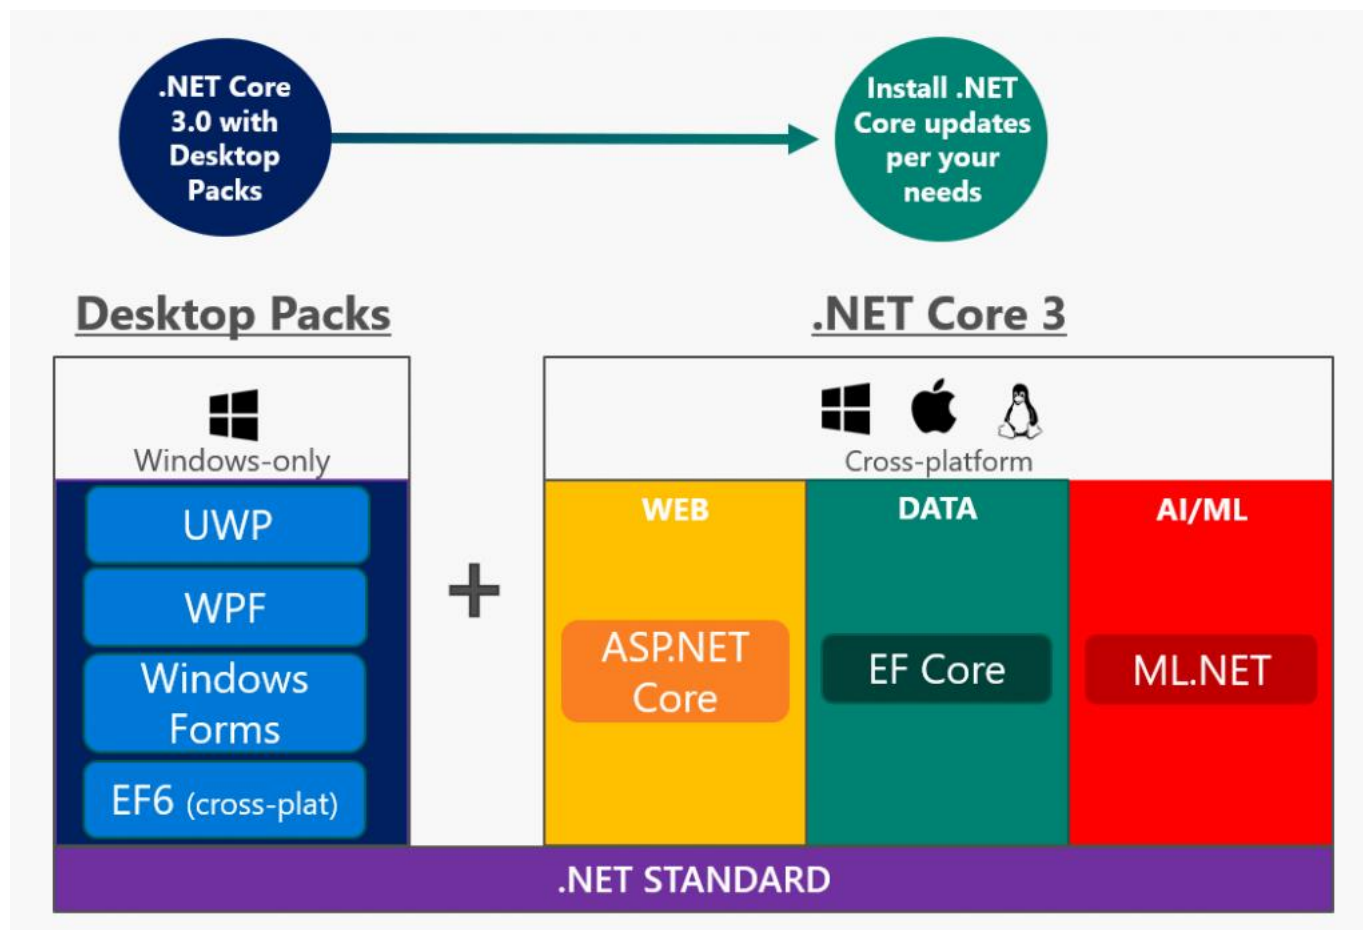 .NET Core
3.0 with
Desktop
Packs
Install .NET
Core updates
per your
needs
Desktop Packs
Windows-only
UWP
WPF
Windows
Forms
EF6 (cross-plat)
+
.NET Core 3
Cross-platform
WEB
ASP.NET
Core
DATA
EF Core
AI/ML
ML.NET
.NET STANDARD